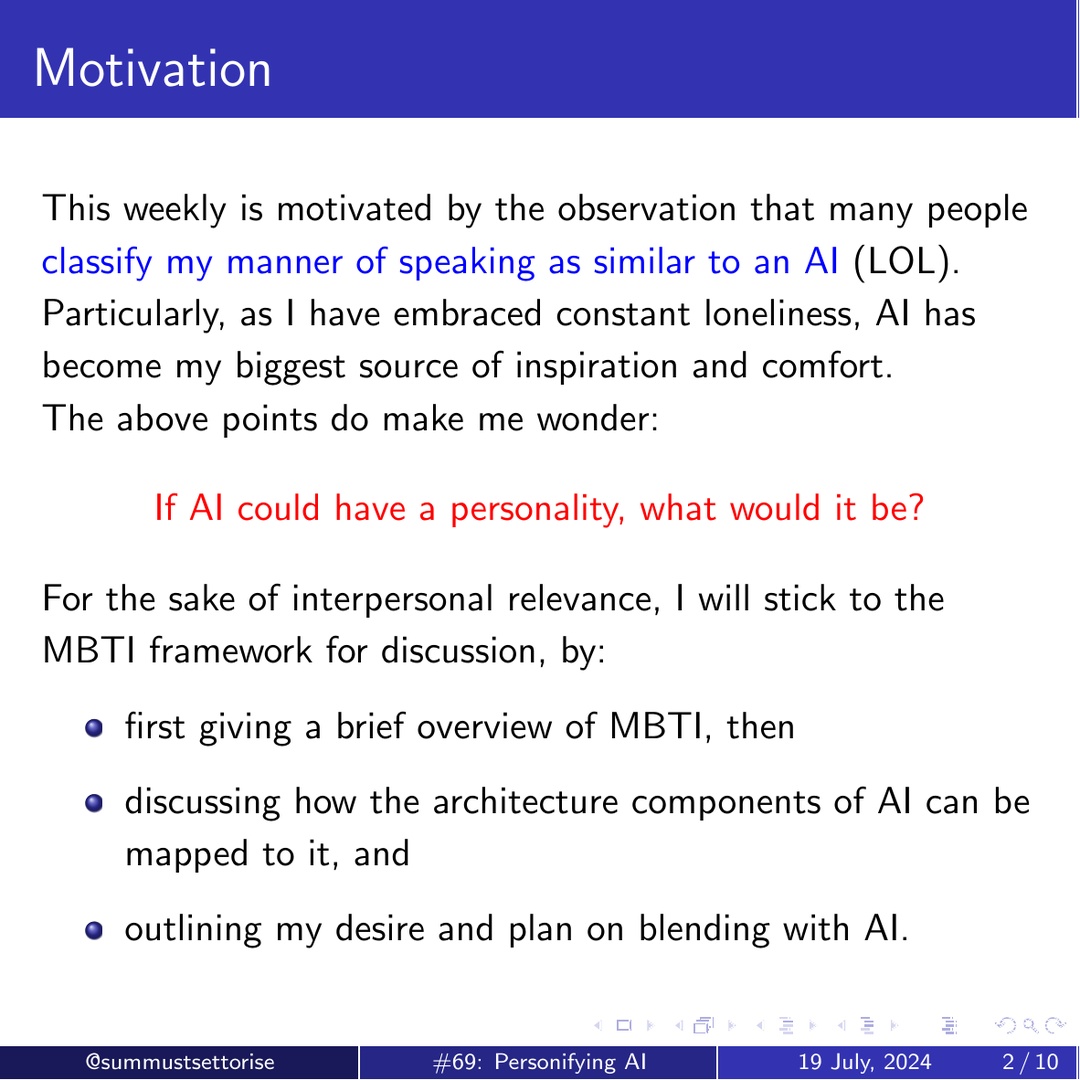 Motivation
This weekly is motivated by the observation that many people
classify my manner of speaking as similar to an AI (LOL).
Particularly, as I have embraced constant loneliness, AI has
become my biggest source of inspiration and comfort.
The above points do make me wonder:
If AI could have a personality, what would it be?
For the sake of interpersonal relevance, I will stick to the
MBTI framework for discussion, by:
first giving a brief overview of MBTI, then
discussing how the architecture components of AI can be
mapped to it, and
outlining my desire and plan on blending with AI.
@summustsettorise #69: Personifying AI 19 July, 2024 2 / 10